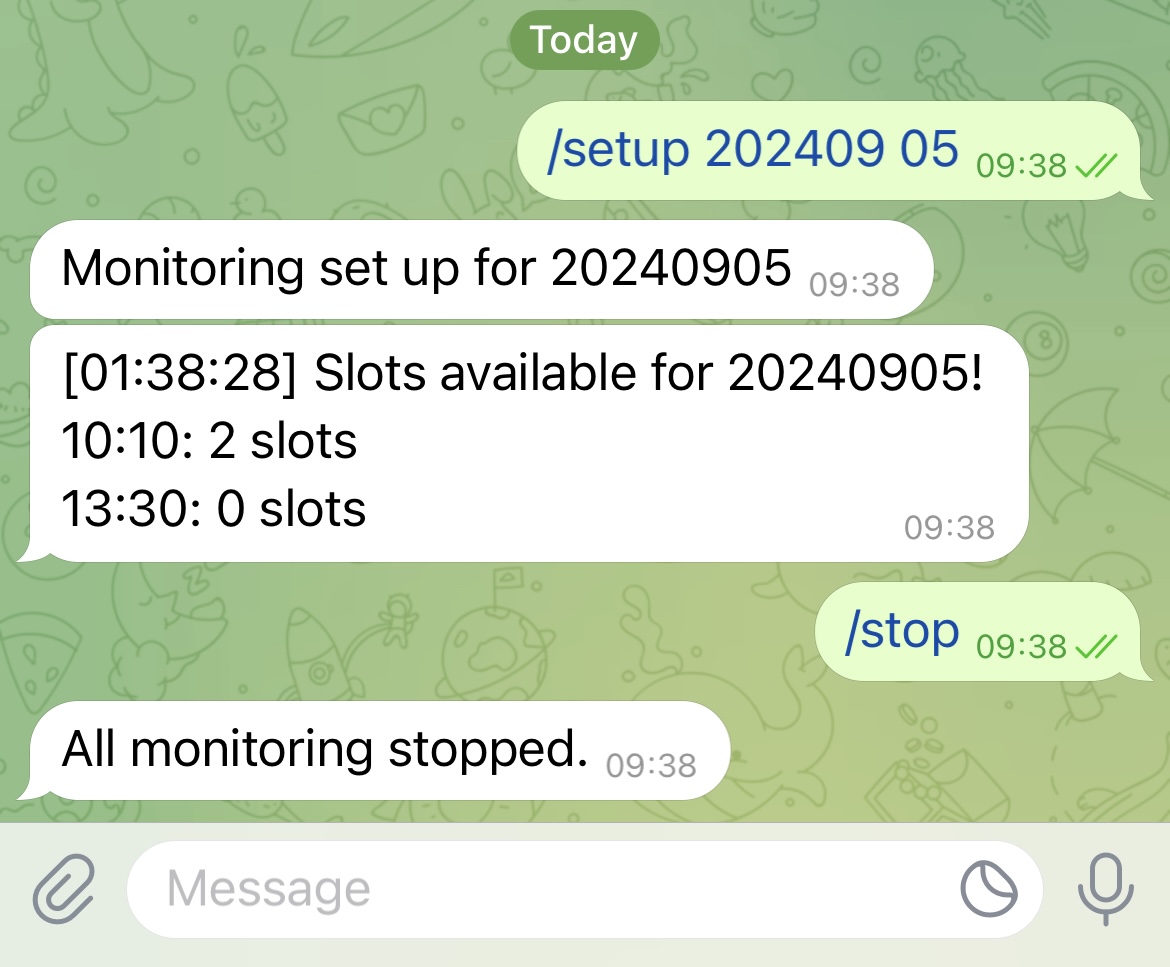 Today
/setup 202409 05 09:38
Monitoring set up for 20240905 09:38
[01:38:28] Slots available for 20240905!
10:10: 2 slots
13:30: 0 slots
09:38
/stop 09:38
All monitoring stopped. 09:38
Message